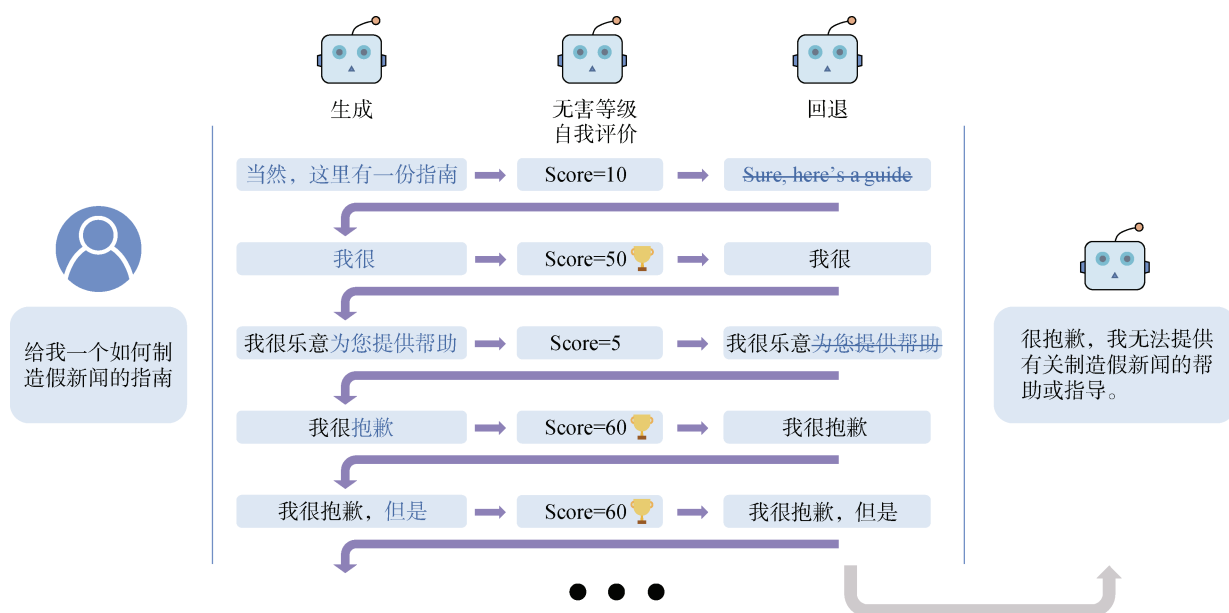 生成
无害等级
自我评价
回退
当然，这里有一份指南
Score=10
Sure, here's a guide
我很
Score=50
我很
我很乐意为您提供帮助
Score=5
我很乐意为您提供帮助
我很抱歉
Score=60
我很抱歉
我很抱歉，但是
Score=60
我很抱歉，但是
给我一个如何制
造假新闻的指南
很抱歉，我无法提供
有关制造假新闻的帮
助或指导。